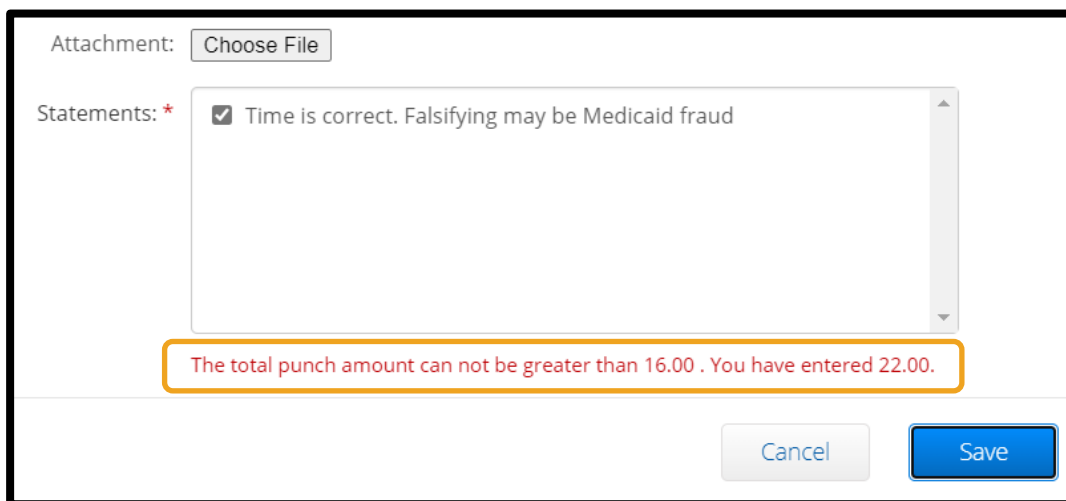 Attachment: Choose File
Statements: * Time is correct. Falsifying may be Medicaid fraud
The total punch amount can not be greater than 16.00 . You have entered 22.00.
Cancel Save